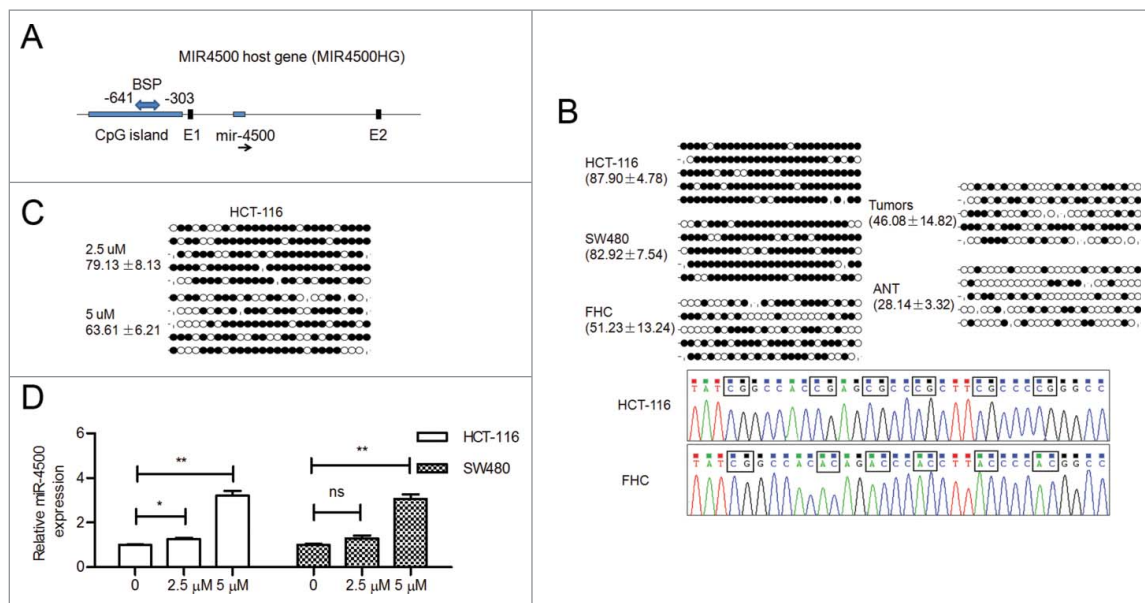 A
MIR4500 host gene (MIR4500HG)
BSP
-641
-303
CpG island
E1
mir-4500
E2
C
HCT-116
2.5 uM
79.13 ±8.13
5 uM
63.61 ±6.21
D
Relative miR-4500
expression
6
4
2
0
**
*
**
ns
HCT-116
SW480
0
2.5 μM
5 μM
0
2.5 μM
5 μM
B
HCT-116
(87.90±4.78)
SW480
(82.92±7.54)
FHC
(51.23±13.24)
Tumors
(46.08±14.82)
ANT
(28.14±3.32)
HCT-116
T A T C G G C C A C C G A G C G C C C G C T T C G C C C C G G G C C
FHC
T A T C G G C C A C A C A G A C C C A C C T T A C C C C A C G G C C